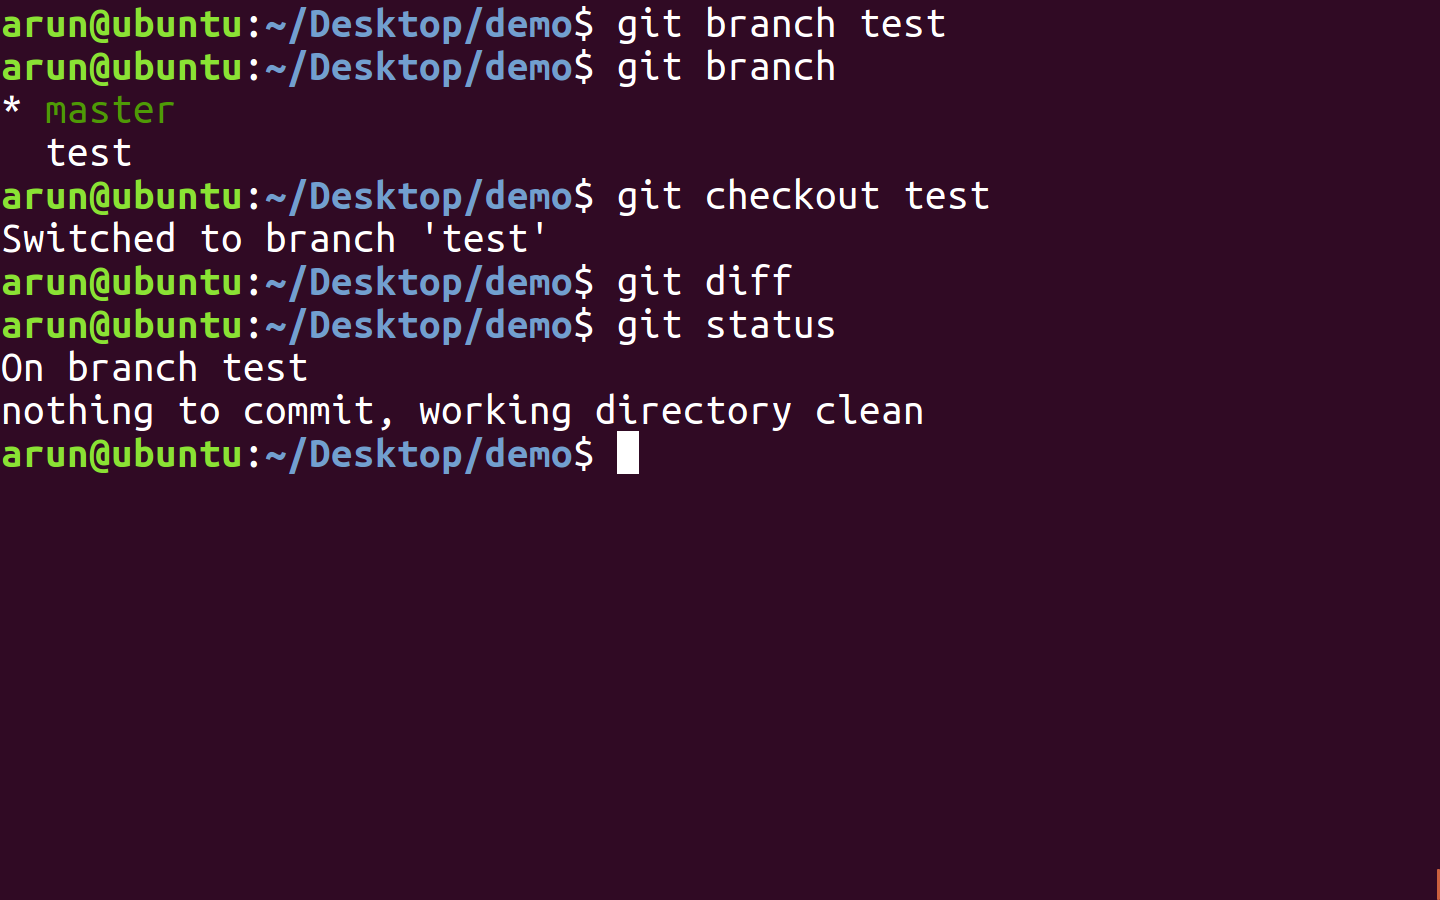 arun@ubuntu:~/Desktop/demo$ git branch test
arun@ubuntu:~/Desktop/demo$ git branch
* master
  test
arun@ubuntu:~/Desktop/demo$ git checkout test
Switched to branch 'test'
arun@ubuntu:~/Desktop/demo$ git diff
arun@ubuntu:~/Desktop/demo$ git status
On branch test
nothing to commit, working directory clean
arun@ubuntu:~/Desktop/demo$